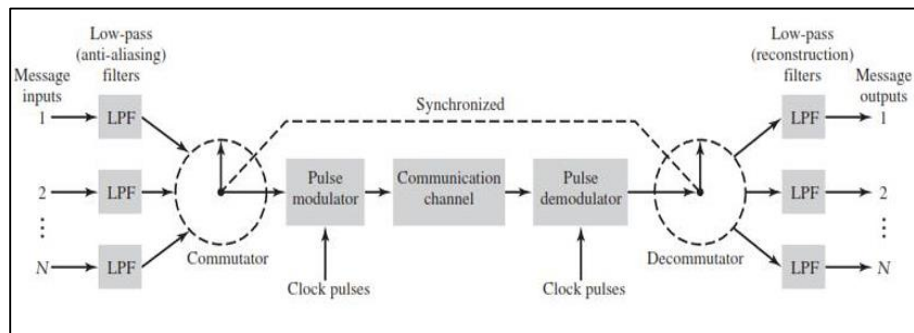 Low-pass
(anti-aliasing)
filters
Message
inputs
1
LPF
2
LPF
⋮
N
LPF
Commutator
Synchronized
Pulse
modulator
Clock pulses
Communication
channel
Pulse
demodulator
Clock pulses
Decommutator
Low-pass
(reconstruction)
filters
Message
outputs
LPF
1
LPF
2
⋮
LPF
N